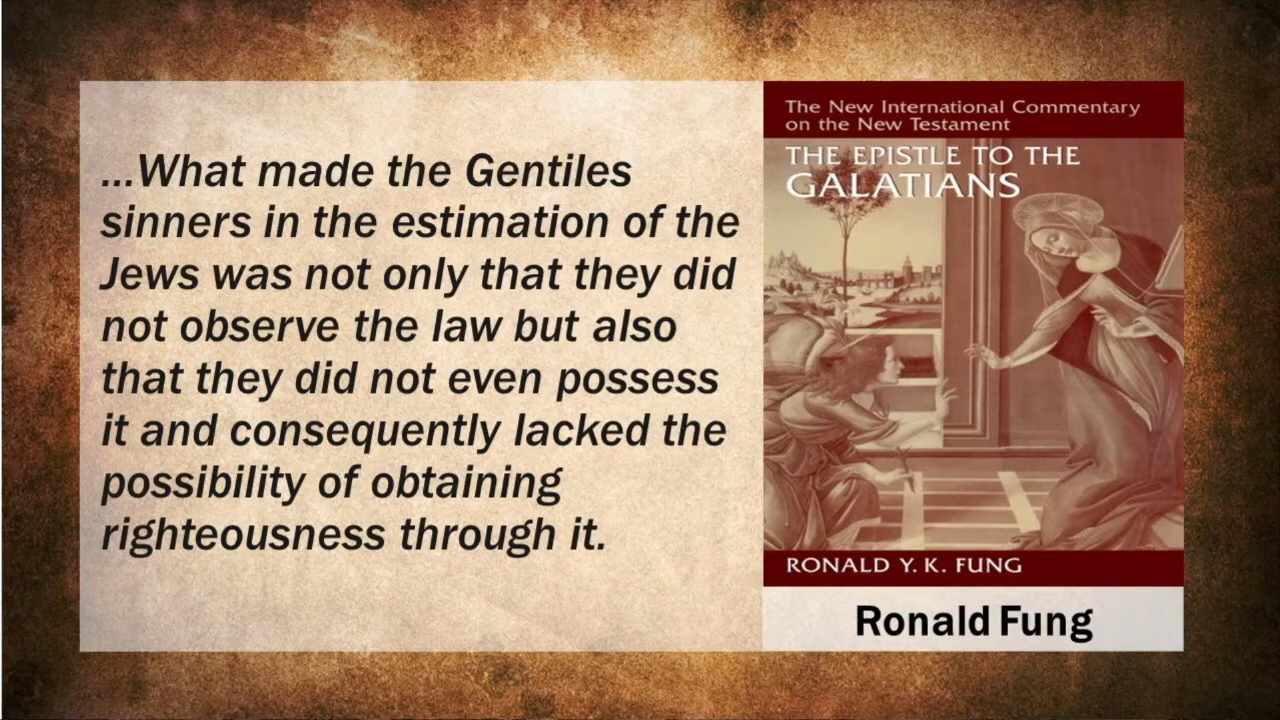 ...What made the Gentiles
sinners in the estimation of the
Jews was not only that they did
not observe the law but also
that they did not even possess
it and consequently lacked the
possibility of obtaining
righteousness through it.
The New International Commentary
on the New Testament
THE EPISTLE TO THE
GALATIANS
RONALD Y. K. FUNG
Ronald Fung